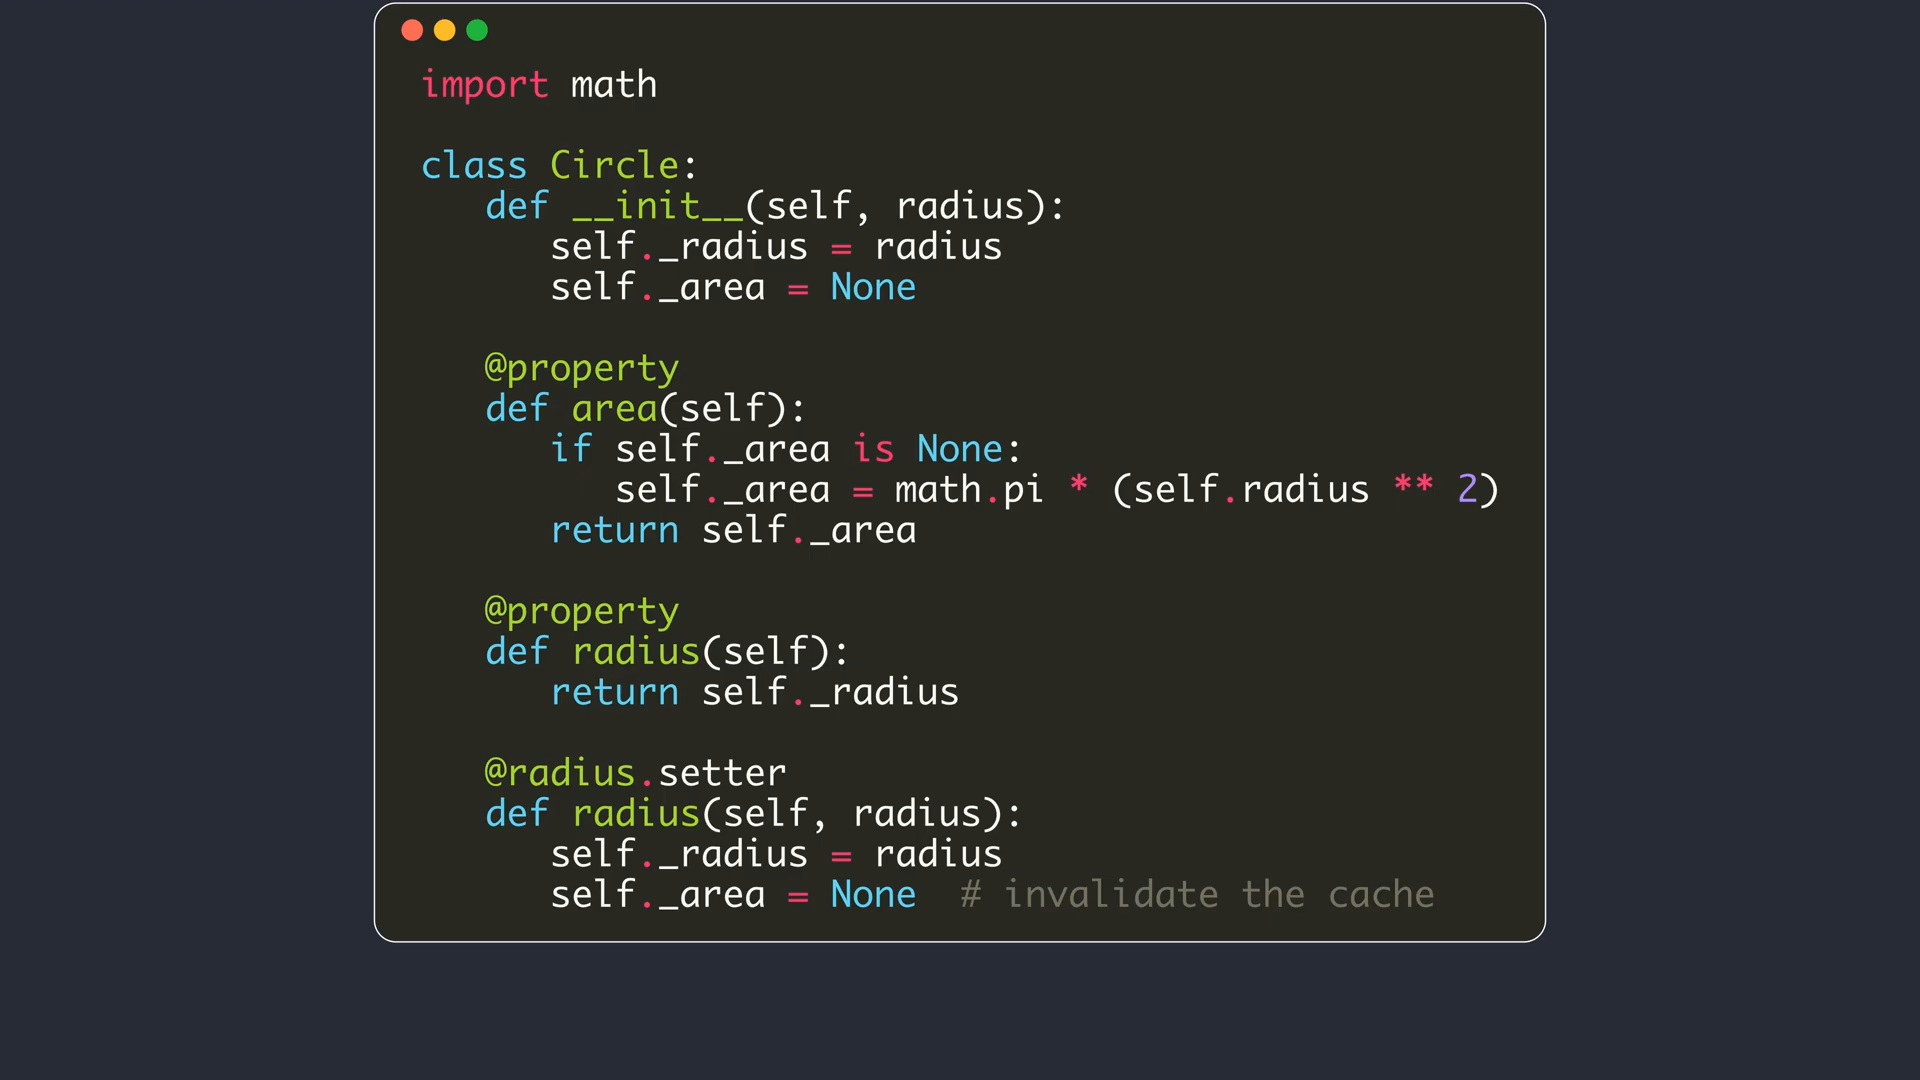 import math
class Circle:
def __init__(self, radius):
self._radius = radius
self._area = None
@property
def area(self):
if self._area is None:
self._area = math.pi * (self.radius ** 2)
return self._area
@property
def radius(self):
return self._radius
@radius.setter
def radius(self, radius):
self._radius = radius
self._area = None  # invalidate the cache